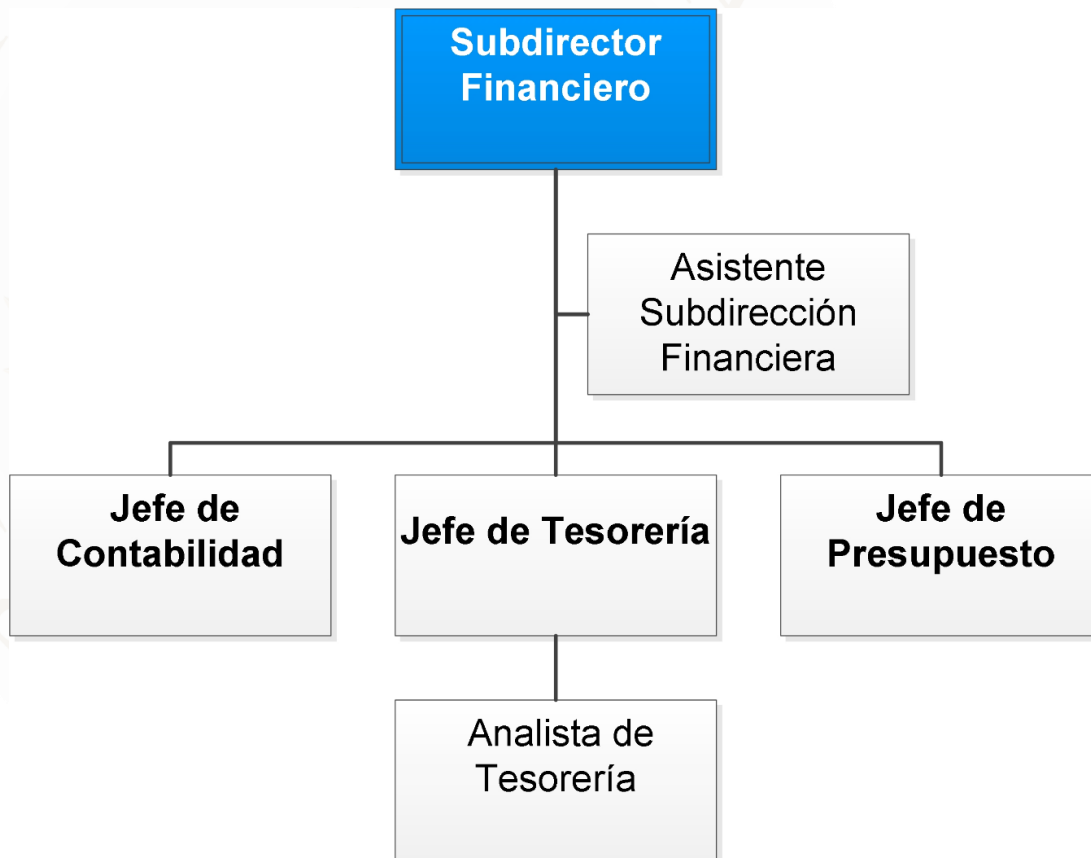 Subdirector
Financiero
Asistente
Subdirección
Financiera
Jefe de
Contabilidad
Jefe de Tesorería
Jefe de
Presupuesto
Analista de
Tesorería